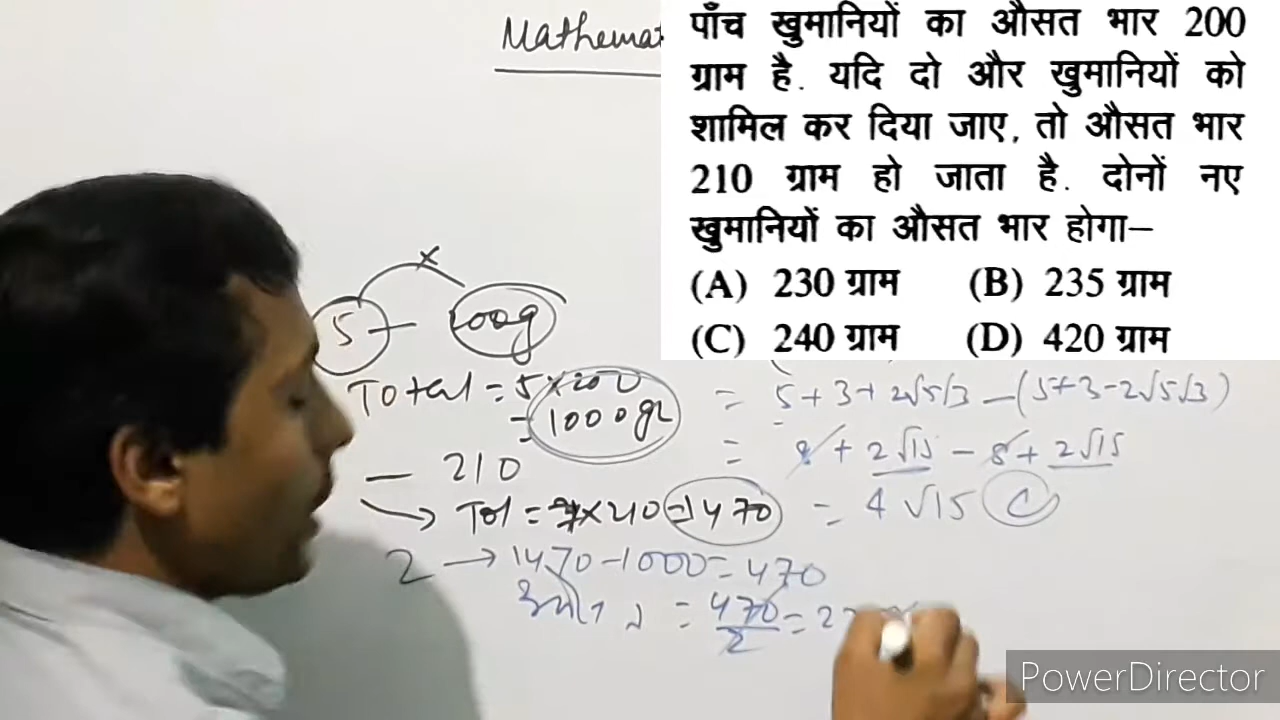 Mathemat
पाँच खुमानियों का औसत भार 200
ग्राम है. यदि दो और खुमानियों को
शामिल कर दिया जाए, तो औसत भार
210 ग्राम हो जाता है. दोनों नए
खुमानियों का औसत भार होगा–
(A) 230 ग्राम (B) 235 ग्राम
(C) 240 ग्राम (D) 420 ग्राम
x
5 — 200g
Total = 5×200
= 1000gr
— 210
→ Tot = 7×210 = 1470
2 → 1470-1000 = 470
= 470/2 =
= 5+3+2√5√3 – (5+3-2√5√3)
= 8 + 2√15 - 8 + 2√15
= 4√15 C
PowerDirector